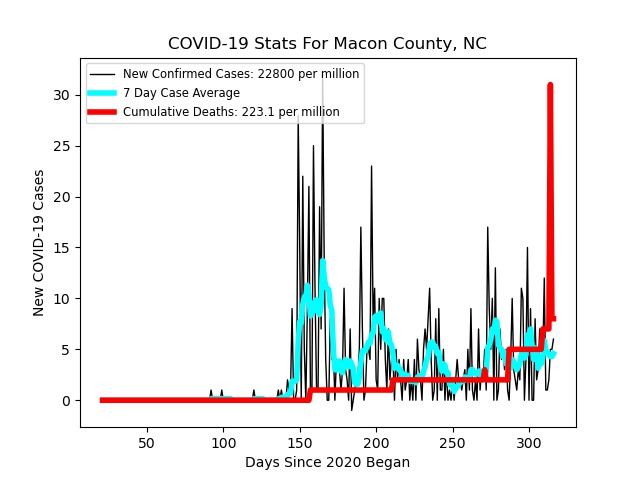 COVID-19 Stats For Macon County, NC
New Confirmed Cases: 22800 per million
7 Day Case Average
Cumulative Deaths: 223.1 per million
New COVID-19 Cases
30
25
20
15
10
5
0
50 100 150 200 250 300
Days Since 2020 Began